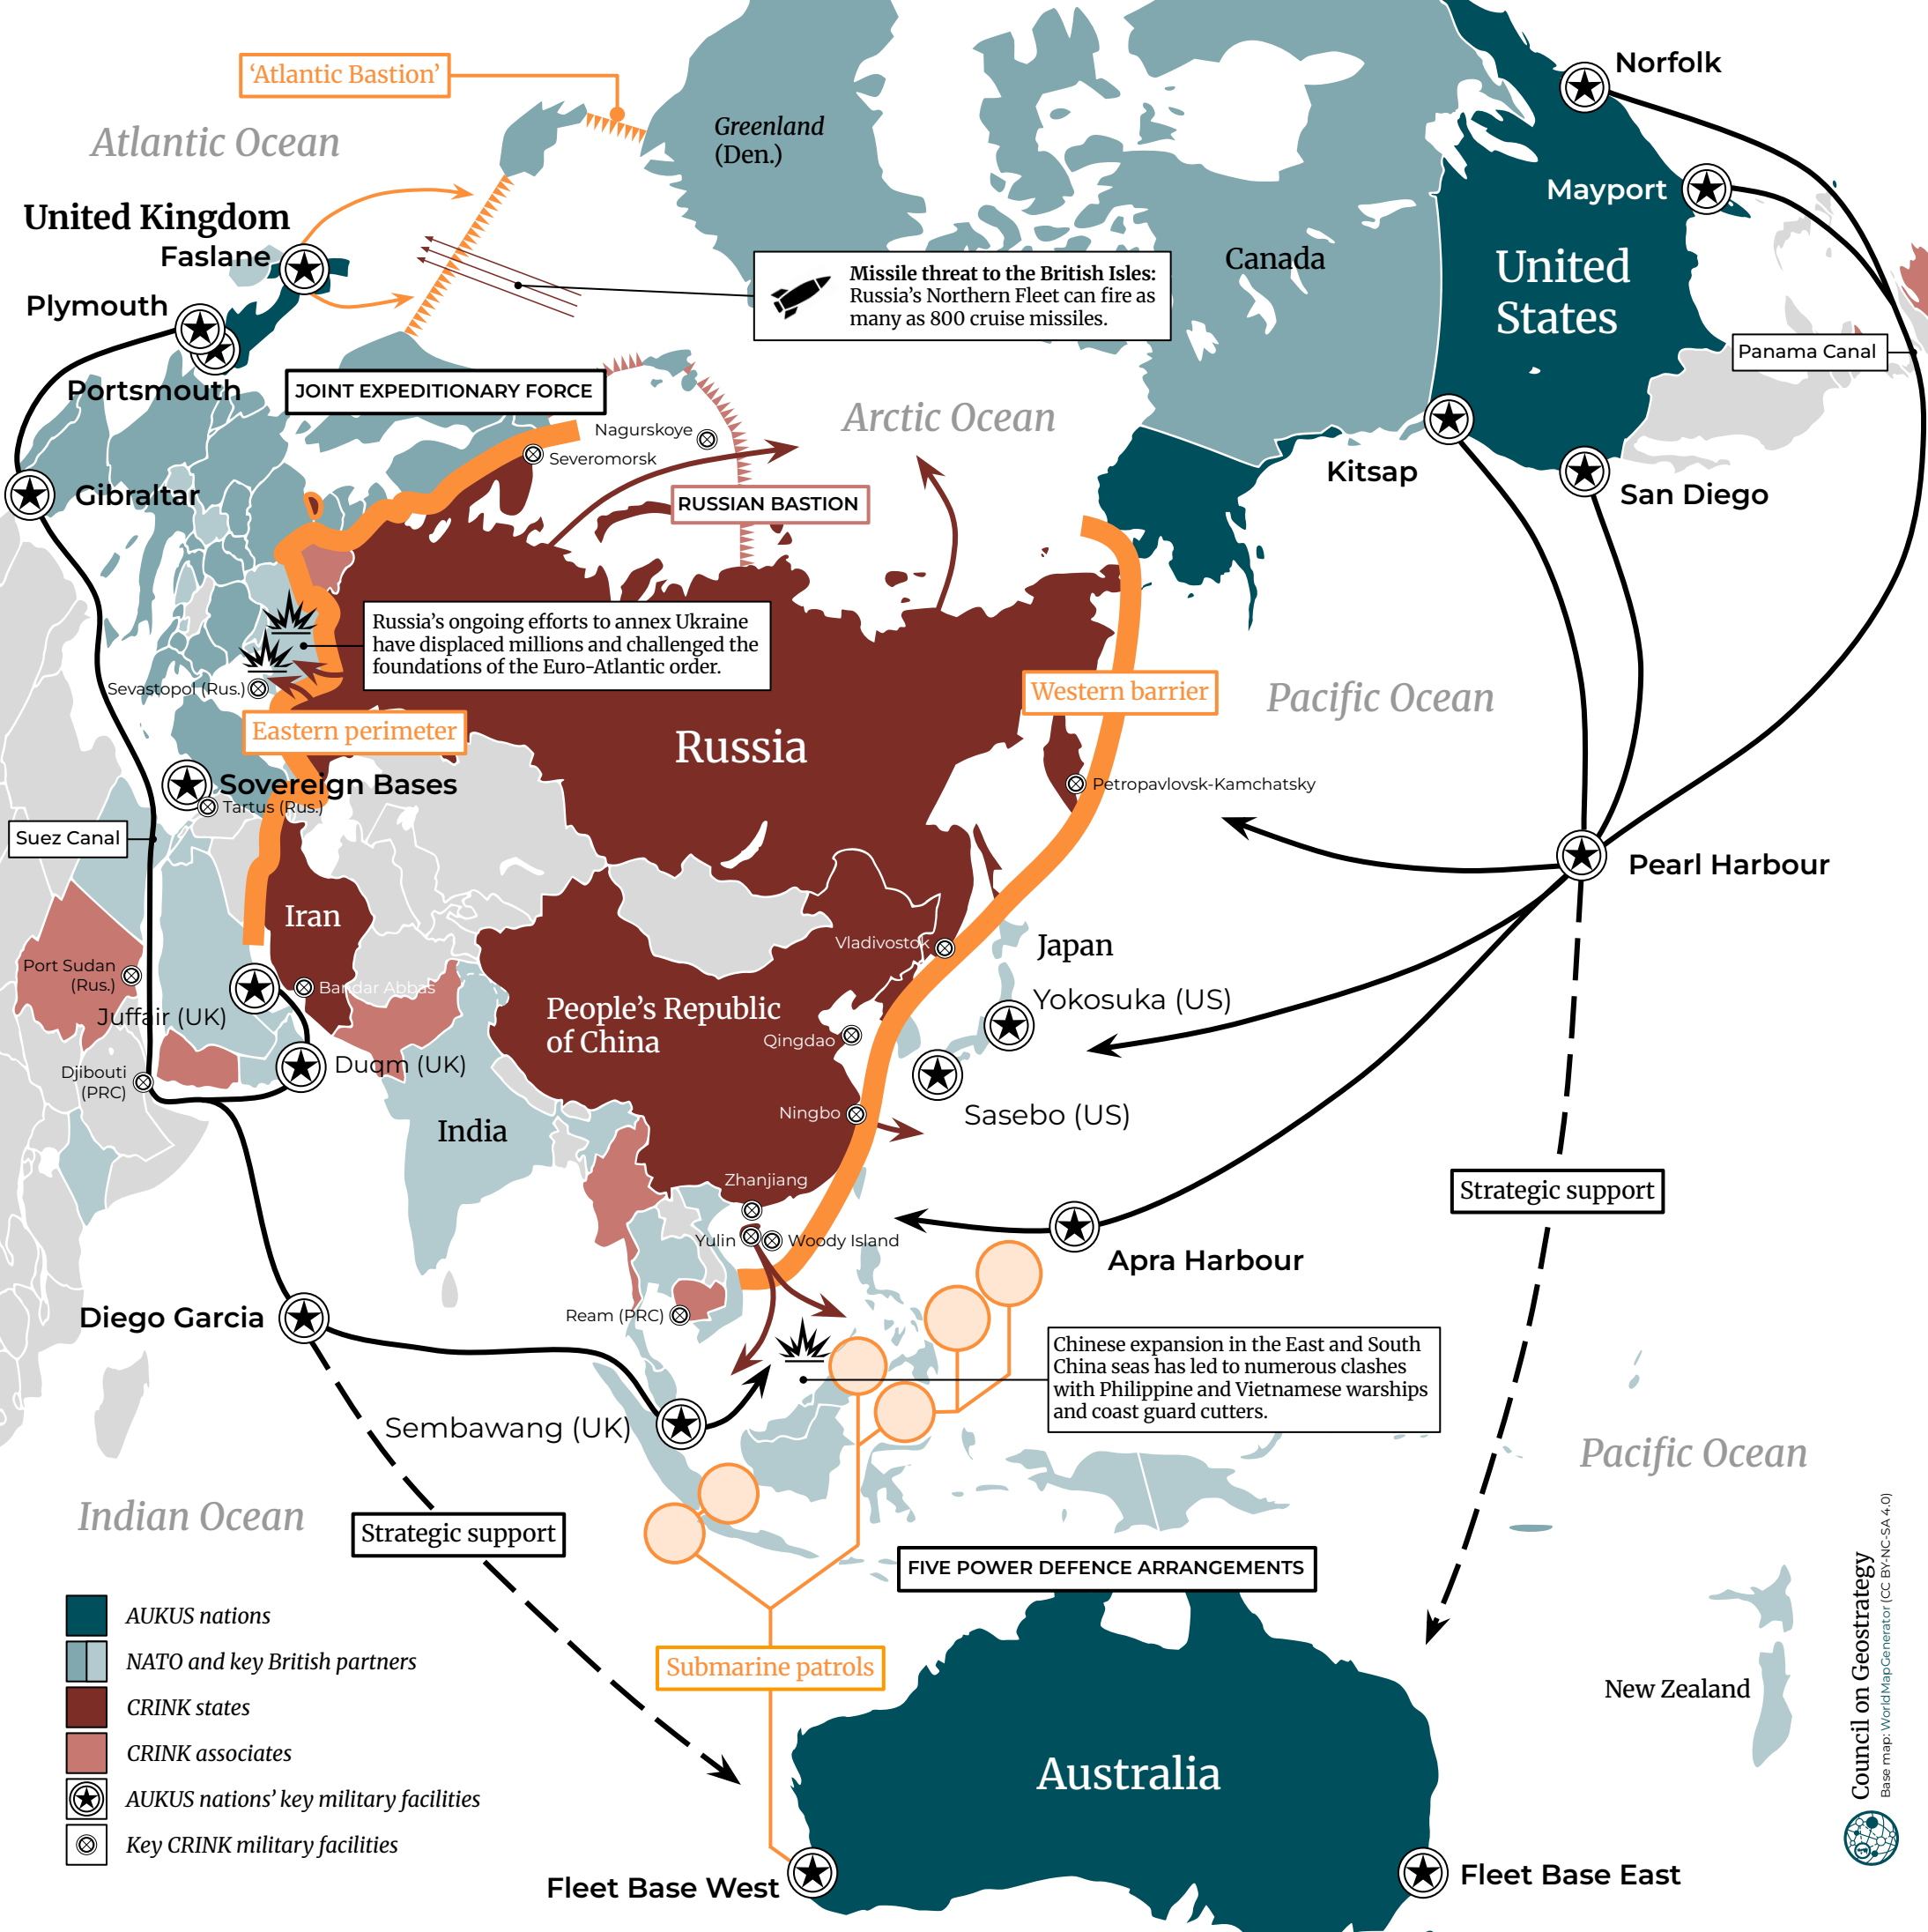 Norfolk
‘Atlantic Bastion’
Greenland
(Den.)
Atlantic Ocean
Mayport
United Kingdom
Faslane
Canada
United
States
Missile threat to the British Isles:
Russia’s Northern Fleet can fire as
many as 800 cruise missiles.
Plymouth
Panama Canal
Portsmouth
JOINT EXPEDITIONARY FORCE
Arctic Ocean
Nagurskoye
Severomorsk
Kitsap
Gibraltar
RUSSIAN BASTION
San Diego
Russia’s ongoing efforts to annex Ukraine
have displaced millions and challenged the
foundations of the Euro-Atlantic order.
Sevastopol (Rus.)
Western barrier
Pacific Ocean
Eastern perimeter
Russia
Sovereign Bases
Tartus (Rus.)
Petropavlovsk-Kamchatsky
Suez Canal
Pearl Harbour
Iran
Vladivostok
Japan
Port Sudan
(Rus.)
Bandar Abbas
Juffair (UK)
People’s Republic
of China
Yokosuka (US)
Qingdao
Djibouti
(PRC)
Duqm (UK)
India
Ningbo
Sasebo (US)
Zhanjiang
Strategic support
Yulin
Woody Island
Apra Harbour
Diego Garcia
Ream (PRC)
Chinese expansion in the East and South
China seas has led to numerous clashes
with Philippine and Vietnamese warships
and coast guard cutters.
Sembawang (UK)
Pacific Ocean
Indian Ocean
Strategic support
FIVE POWER DEFENCE ARRANGEMENTS
AUKUS nations
NATO and key British partners
CRINK states
CRINK associates
AUKUS nations’ key military facilities
Key CRINK military facilities
Submarine patrols
New Zealand
Australia
Fleet Base West
Fleet Base East
Council on Geostrategy
Base map: WorldMapGenerator (CC BY-NC-SA 4.0)